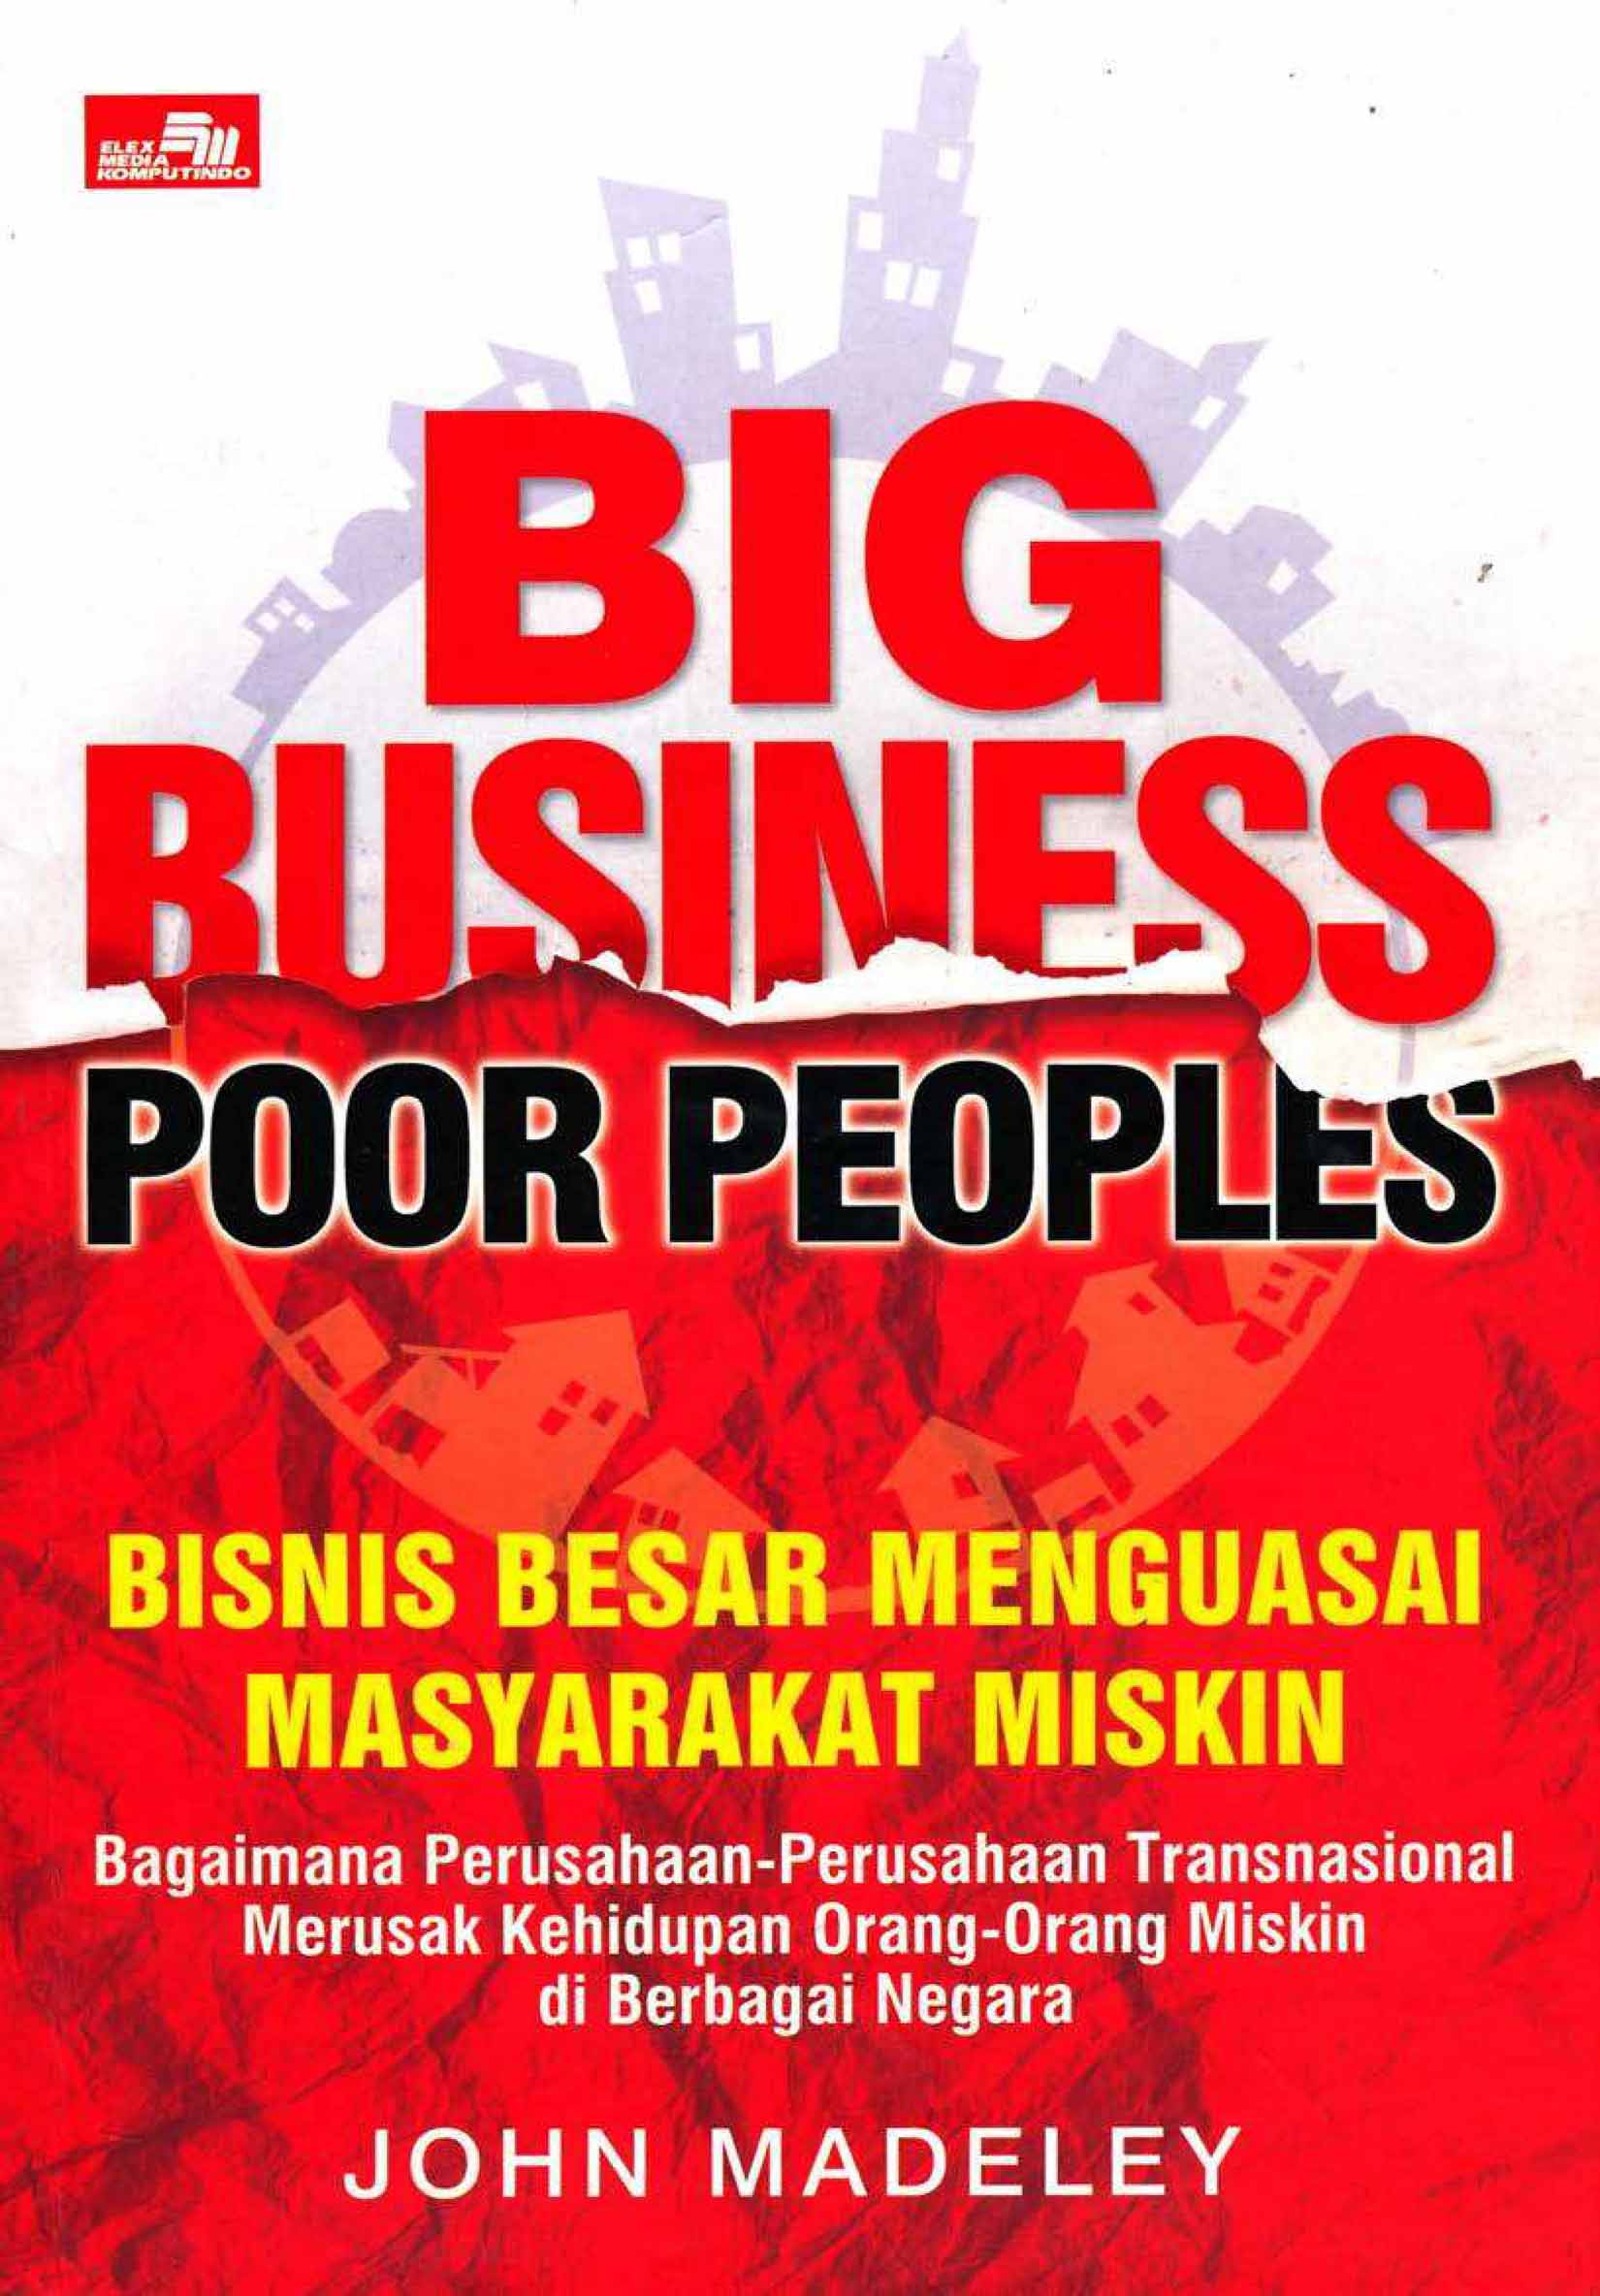 ELEX
MEDIA
KOMPUTINDO
BIG
BUSINESS
POOR PEOPLES
BISNIS BESAR MENGUASAI
MASYARAKAT MISKIN
Bagaimana Perusahaan-Perusahaan Transnasional
Merusak Kehidupan Orang-Orang Miskin
di Berbagai Negara
JOHN MADELEY